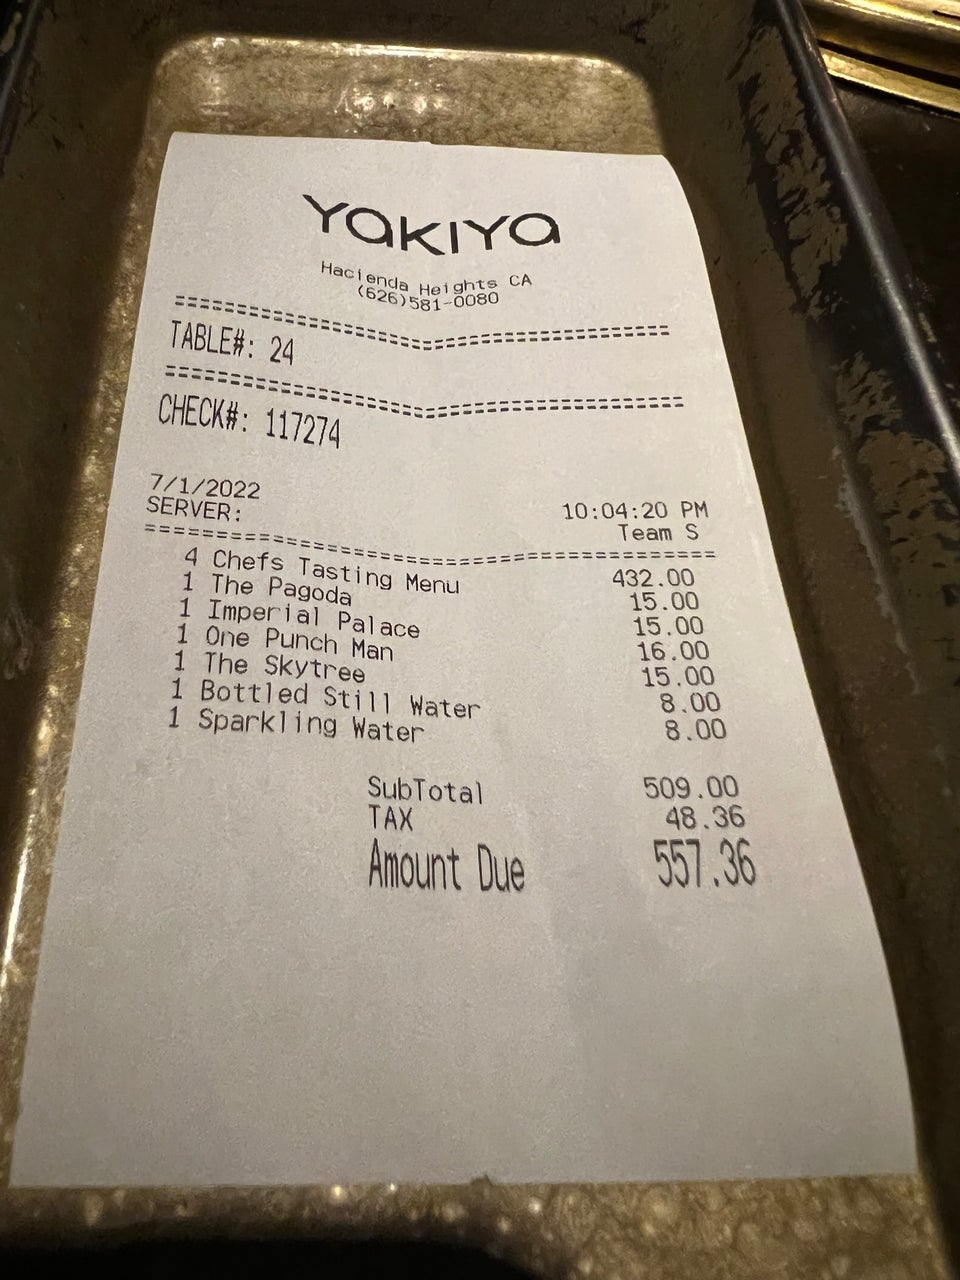 YAKIYA
Hacienda Heights CA
(626)581-0080
==================================
TABLE#: 24
==================================
CHECK#: 117274
7/1/2022 10:04:20 PM
SERVER: Team S
========================================
4 Chefs Tasting Menu 432.00
1 The Pagoda 15.00
1 Imperial Palace 15.00
1 One Punch Man 16.00
1 The Skytree 15.00
1 Bottled Still Water 8.00
1 Sparkling Water 8.00
SubTotal 509.00
TAX 48.36
Amount Due 557.36